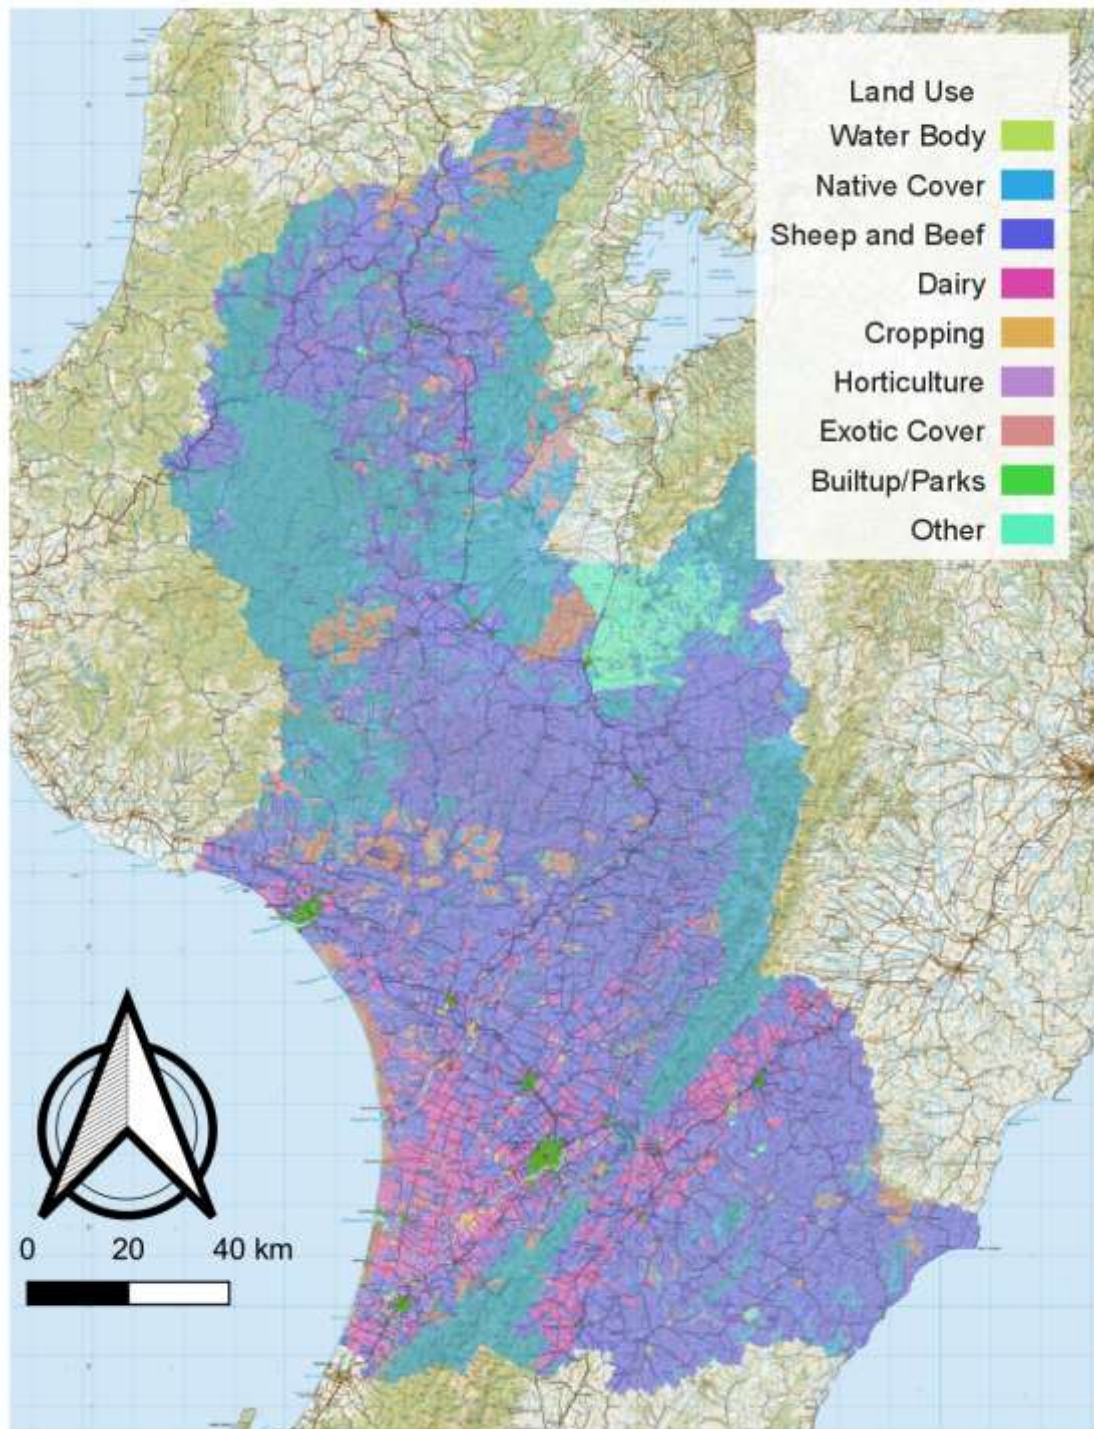 Land Use
Water Body
Native Cover
Sheep and Beef
Dairy
Cropping
Horticulture
Exotic Cover
Builtup/Parks
Other
0 20 40 km